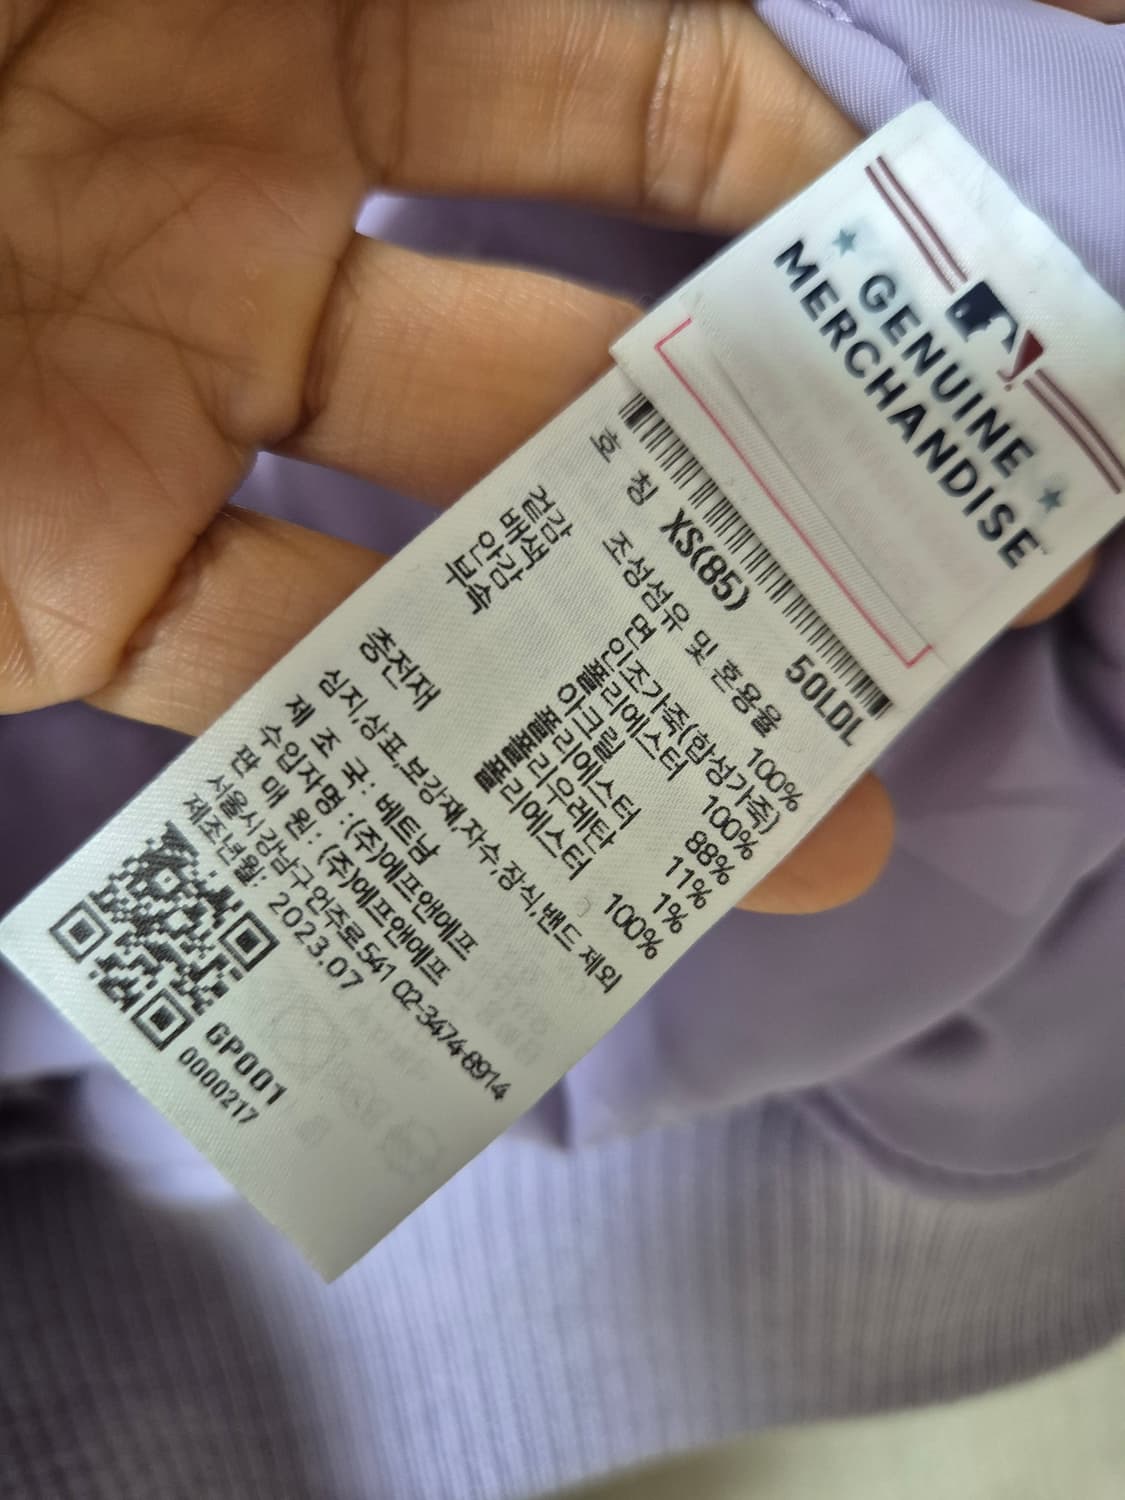 GENUINE
MERCHANDISE
호 칭 XS(85) 50LDL
조성섬유 및 혼용율
겉감 면 100%
배색 인조가죽(합성가죽)
안감 폴리에스터 100%
부속 아크릴 88%
폴리에스터 11%
폴리우레탄 1%
충전재 폴리에스터 100%
심지,상표,보강재,자수,장식,밴드 제외
제 조 국: 베트남
수입자명 :(주)에프앤에프
판 매 원: (주)에프앤에프
서울시 강남구 언주로541 02-3474-8914
제조년월: 2023.07
GP001
0000217